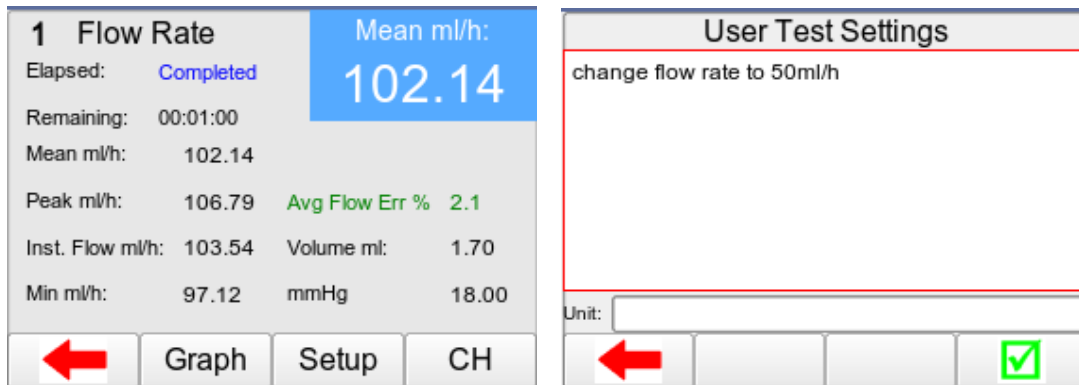 1 Flow Rate
Mean ml/h:
102.14
Elapsed: Completed
Remaining: 00:01:00
Mean ml/h: 102.14
Peak ml/h: 106.79 Avg Flow Err % 2.1
Inst. Flow ml/h: 103.54 Volume ml: 1.70
Min ml/h: 97.12 mmHg 18.00
Graph Setup CH
User Test Settings
change flow rate to 50ml/h
Unit: